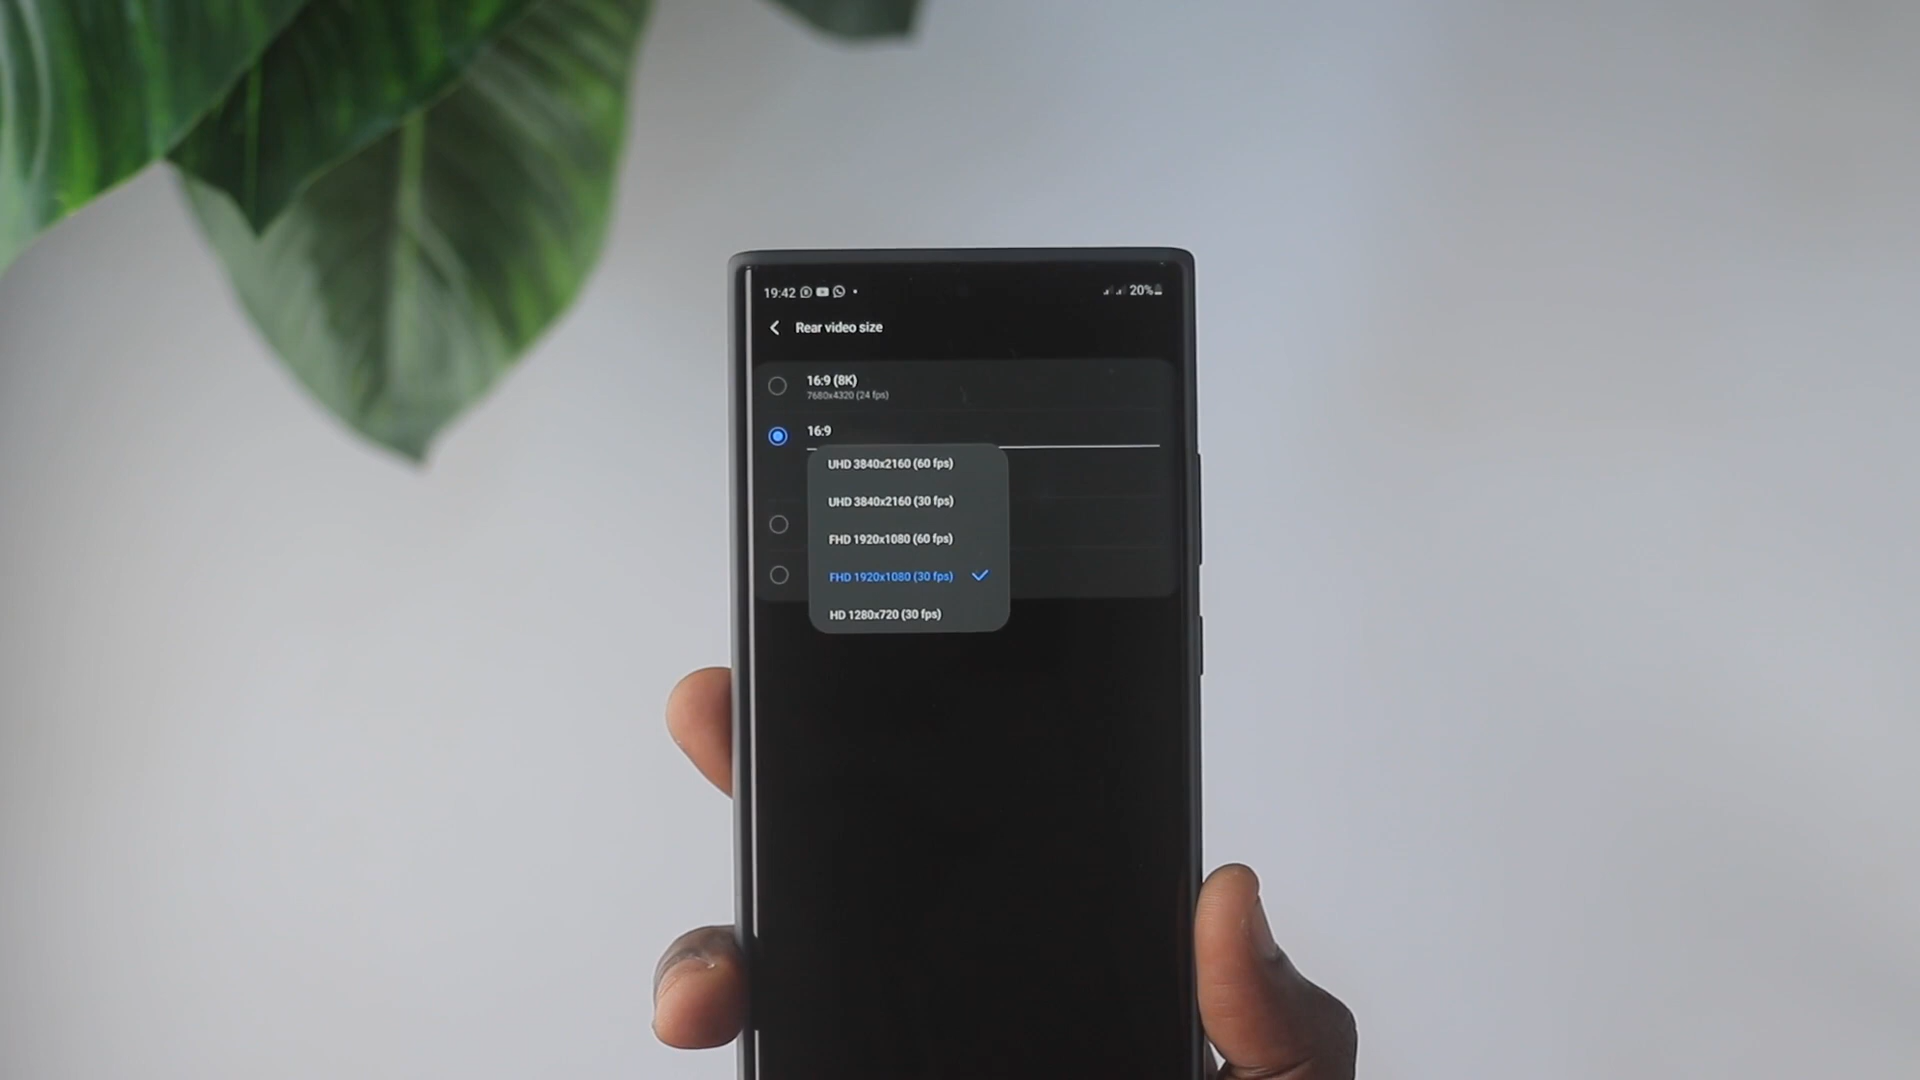 19:42
20%
Rear video size
16:9 (8K)
7680x4320 (24 fps)
16:9
UHD 3840x2160 (60 fps)
UHD 3840x2160 (30 fps)
FHD 1920x1080 (60 fps)
FHD 1920x1080 (30 fps)
HD 1280x720 (30 fps)